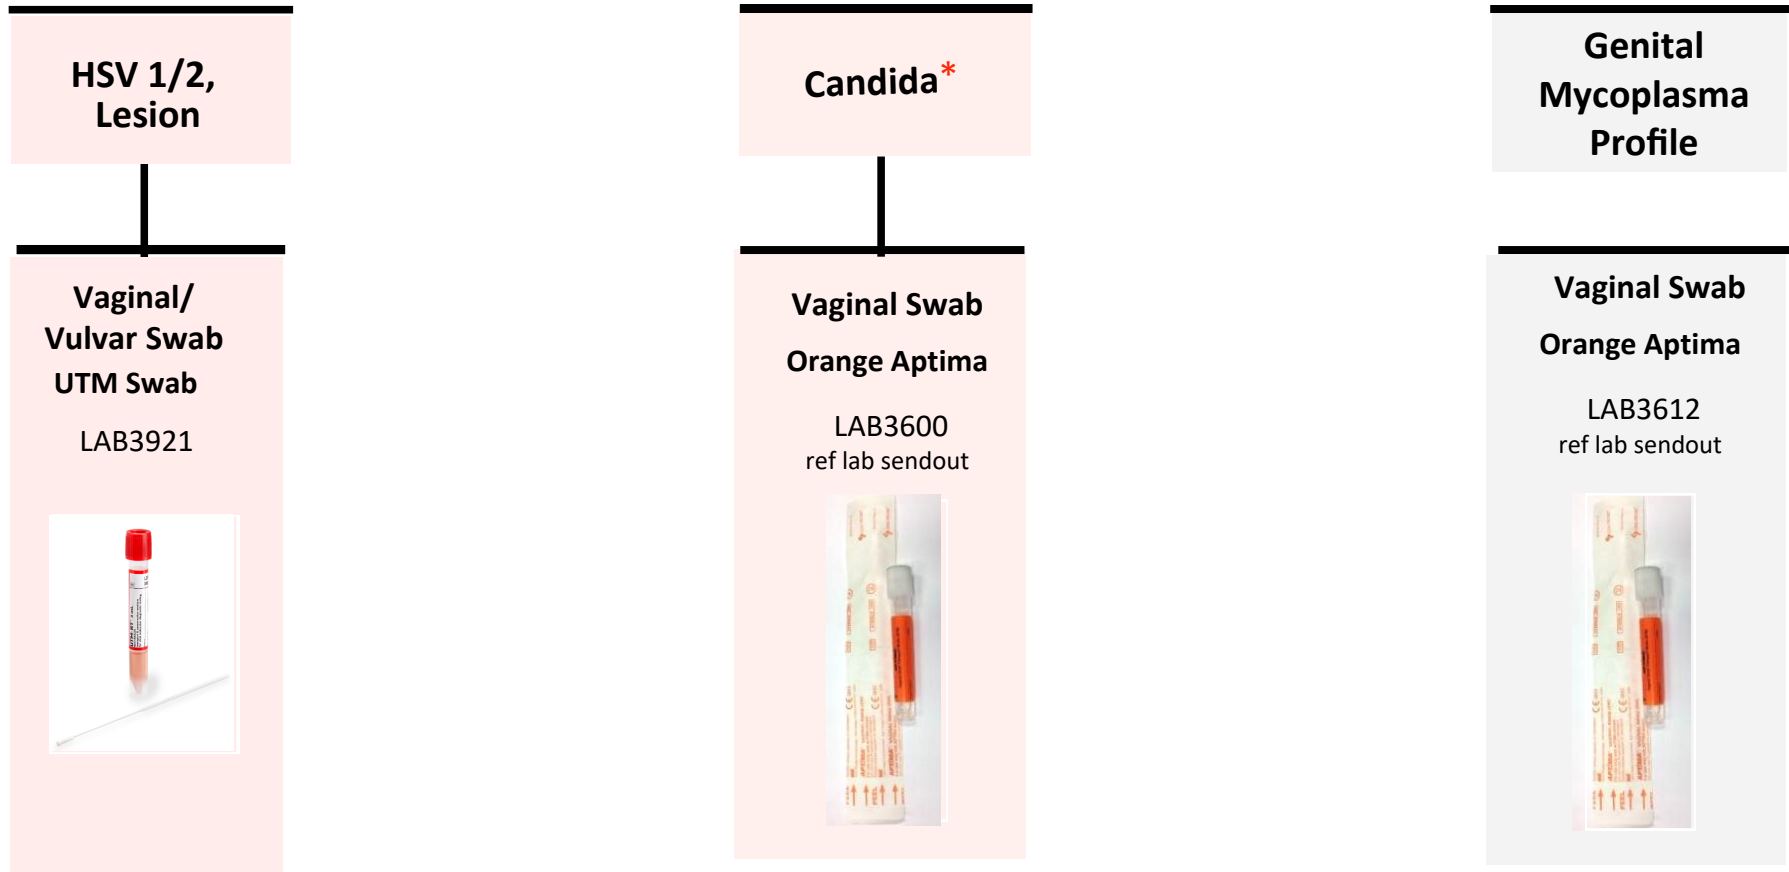 HSV 1/2,
Lesion
Candida*
Genital
Mycoplasma
Profile
Vaginal/
Vulvar Swab
UTM Swab
LAB3921
Vaginal Swab
Orange Aptima
LAB3600
ref lab sendout
Vaginal Swab
Orange Aptima
LAB3612
ref lab sendout